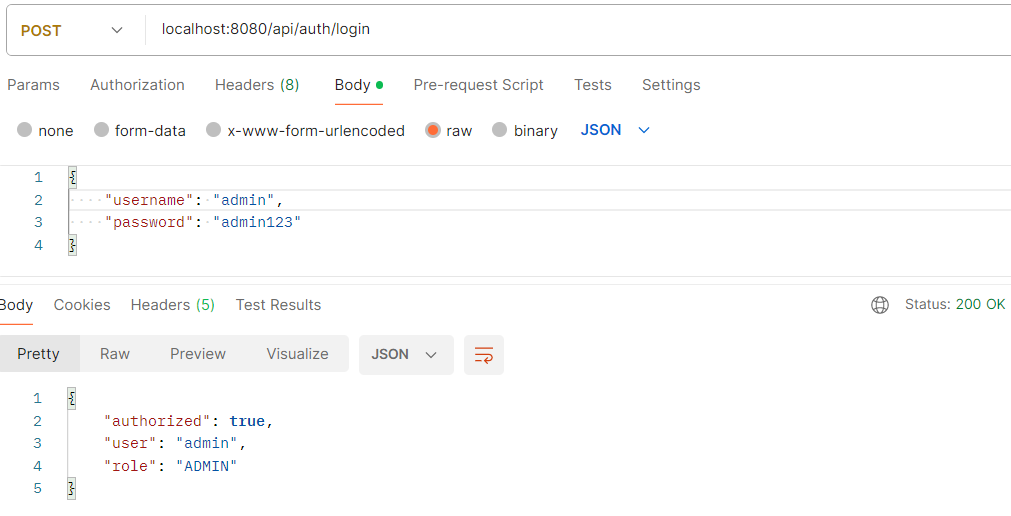 POST localhost:8080/api/auth/login
Params Authorization Headers (8) Body Pre-request Script Tests Settings
none form-data x-www-form-urlencoded raw binary JSON
1 {
2 "username": "admin",
3 "password": "admin123"
4 }
Body Cookies Headers (5) Test Results Status: 200 OK
Pretty Raw Preview Visualize JSON
1 {
2 "authorized": true,
3 "user": "admin",
4 "role": "ADMIN"
5 }